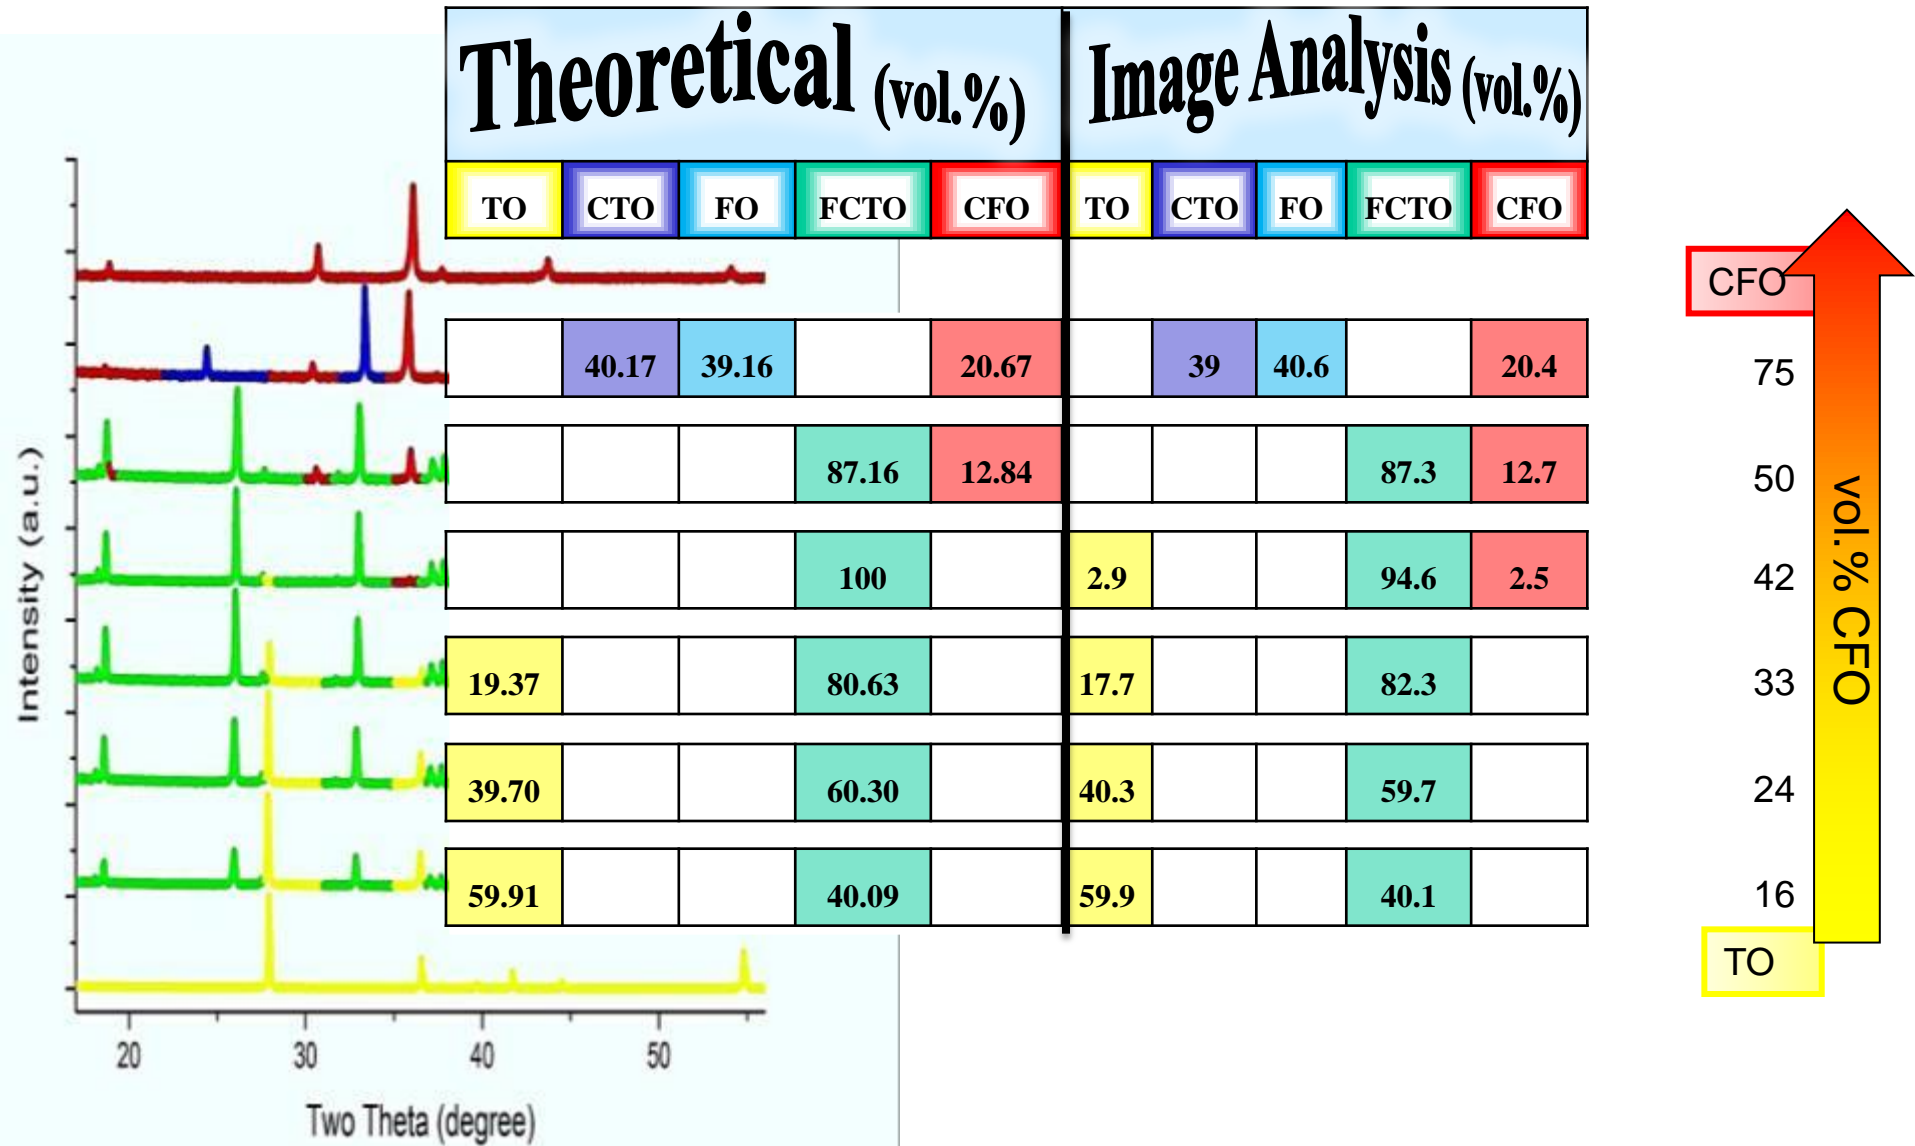 Theoretical (vol.%) Image Analysis (vol.%)
TO CTO FO FCTO CFO TO CTO FO FCTO CFO
CFO
40.17 39.16 20.67 39 40.6 20.4 75
87.16 12.84 87.3 12.7 50
100 2.9 94.6 2.5 42
19.37 80.63 17.7 82.3 33
39.70 60.30 40.3 59.7 24
59.91 40.09 59.9 40.1 16
TO
vol.% CFO
Intensity (a.u.)
20 30 40 50
Two Theta (degree)